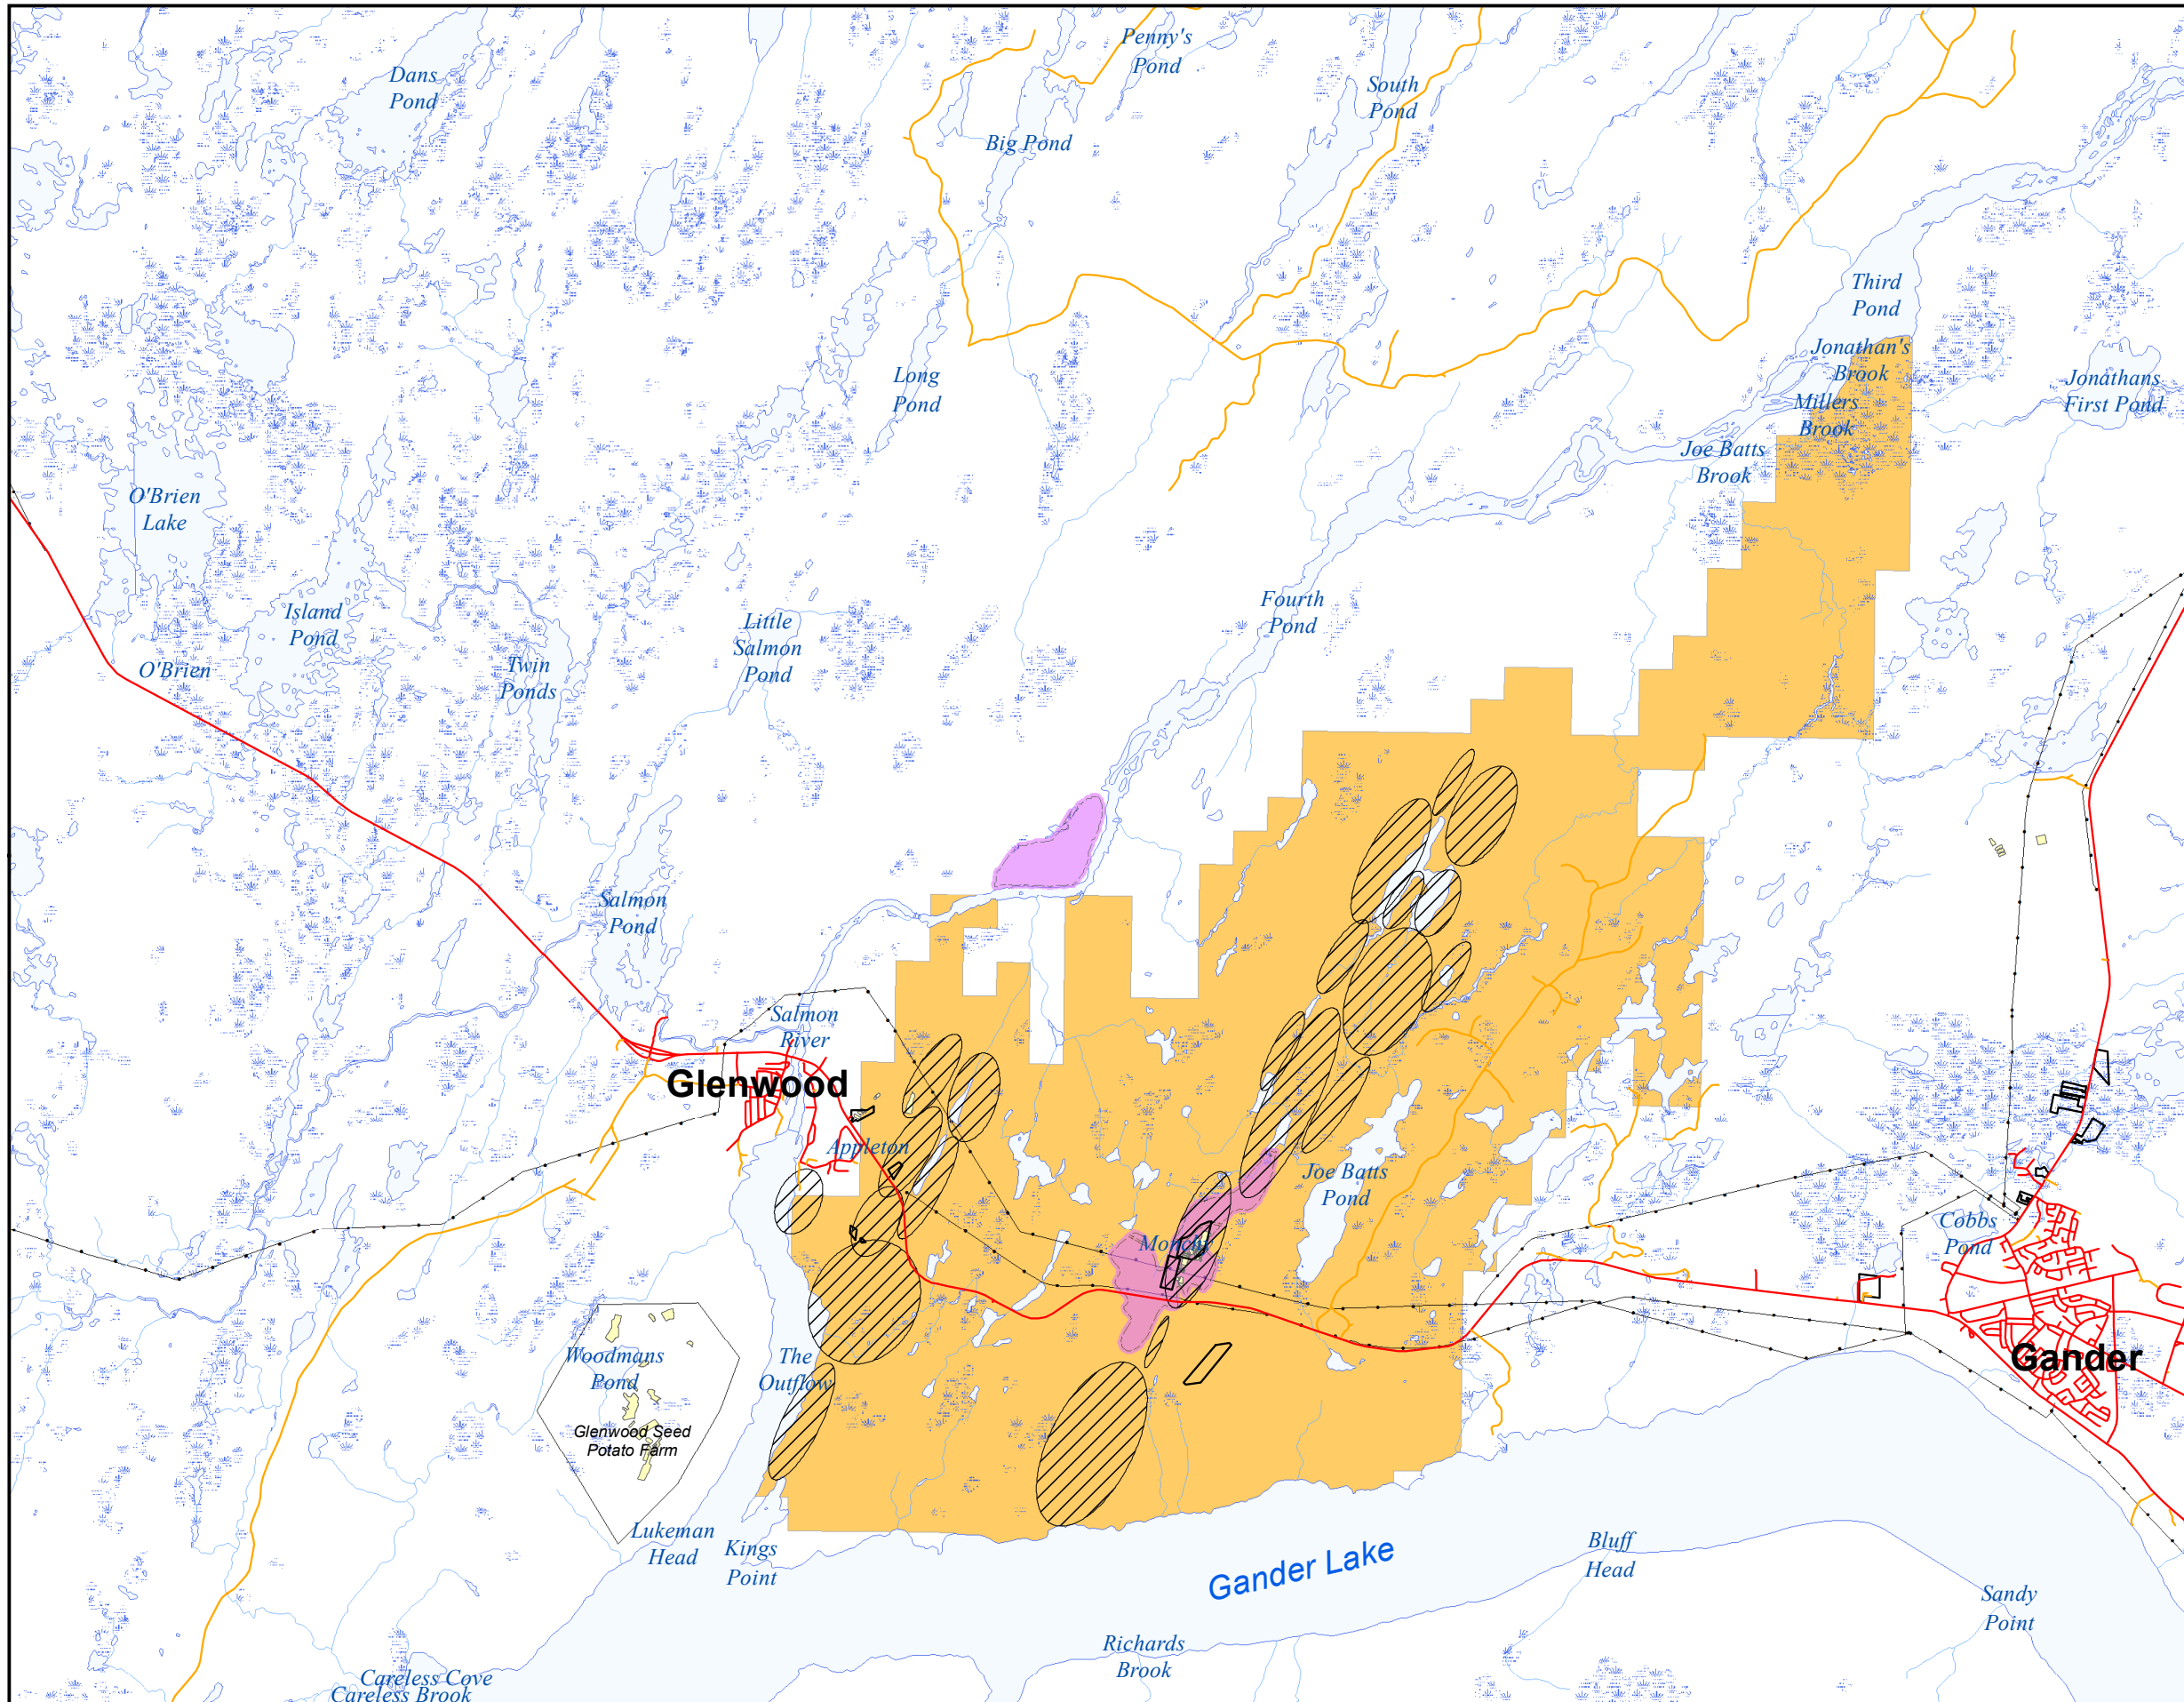 Penny's
Pond
Dans
Pond
South
Pond
Big Pond
Third
Pond
Jonathan's
Brook
Long
Pond
Jonathans
First Pond
Millers
Brook
Joe Batts
Brook
O'Brien
Lake
Fourth
Pond
Island
Pond
Little
Salmon
Pond
O'Brien
Twin
Ponds
Salmon
Pond
Salmon
River
Glenwood
Appleton
Joe Batts
Pond
Cobbs
Pond
Woodmans
Pond
The
Outflow
Gander
Glenwood Seed
Potato Farm
Lukeman
Head
Kings
Point
Gander Lake
Bluff
Head
Sandy
Point
Richards
Brook
Careless Cove
Careless Brook